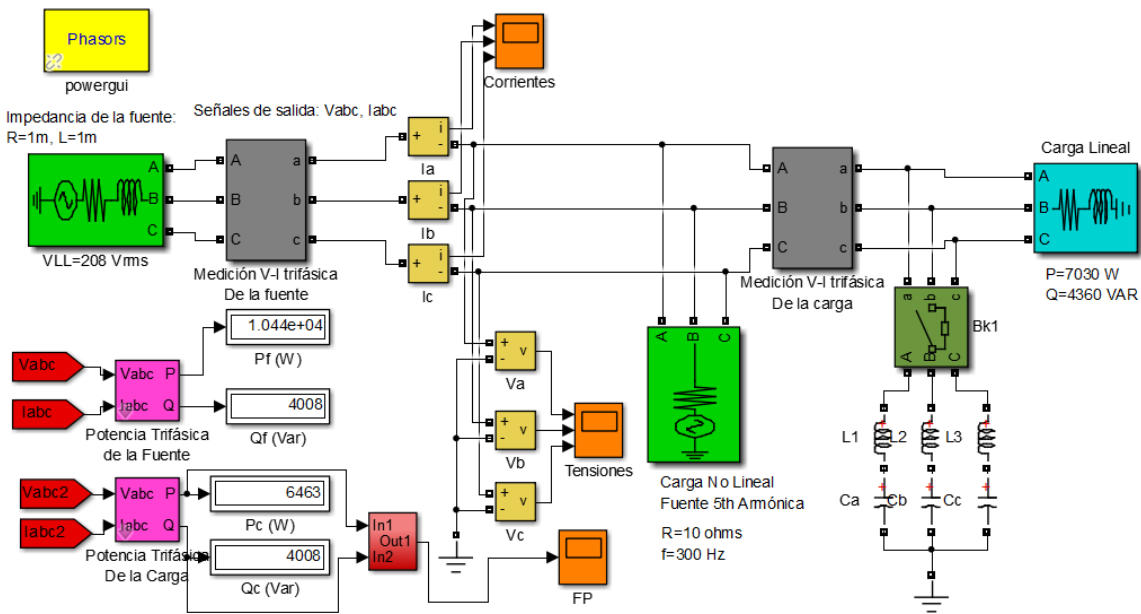 Phasors
powergui
Impedancia de la fuente:
R=1m, L=1m
Señales de salida: Vabc, Iabc
A
B
C
VLL=208 Vrms
A a
B b
C c
Medición V-I trifásica
De la fuente
+ i
-
Ia
+ i
-
Ib
+ i
-
Ic
Corrientes
A a
B b
C c
Medición V-I trifásica
De la carga
Carga Lineal
A
B
C
P=7030 W
Q=4360 VAR
a b c
Bk1
A B C
L1 L2 L3
Ca Cb Cc
A B C
Carga No Lineal
Fuente 5th Armónica
R=10 ohms
f=300 Hz
+ v
-
Va
+ v
-
Vb
+ v
-
Vc
Tensiones
Vabc
Iabc
Vabc P
Iabc Q
Potencia Trifásica
de la Fuente
1.044e+04
Pf (W)
4008
Qf (Var)
Vabc2
Iabc2
Vabc P
Iabc Q
Potencia Trifásica
De la Carga
6463
Pc (W)
4008
Qc (Var)
In1
Out1
In2
FP